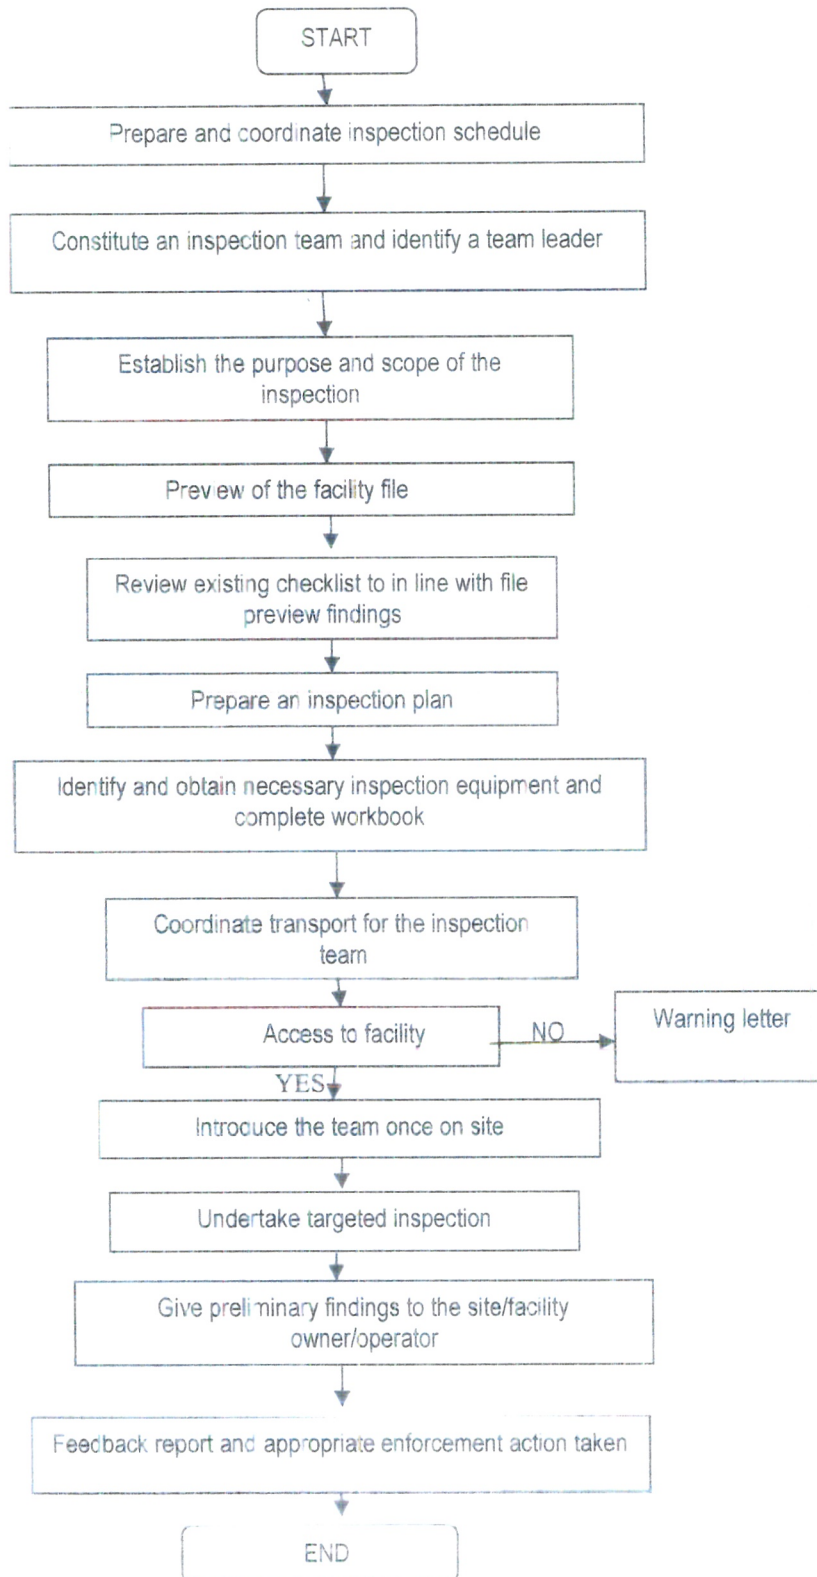 START
Prepare and coordinate inspection schedule
Constitute an inspection team and identify a team leader
Establish the purpose and scope of the
inspection
Preview of the facility file
Review existing checklist to in line with file
preview findings
Prepare an inspection plan
Identify and obtain necessary inspection equipment and
complete workbook
Coordinate transport for the inspection
team
Access to facility
NO
Warning letter
YES
Introduce the team once on site
Undertake targeted inspection
Give preliminary findings to the site/facility
owner/operator
Feedback report and appropriate enforcement action taken
END